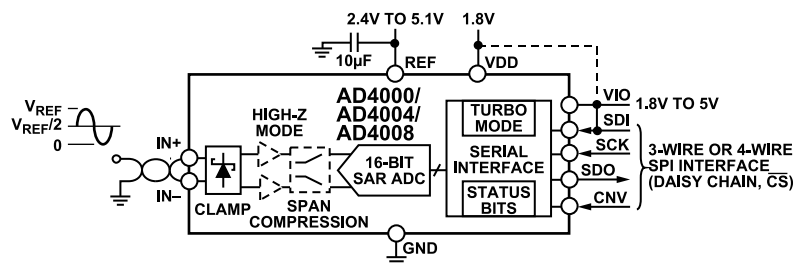 2.4V TO 5.1V
1.8V
10µF
REF
VDD
VREF
VREF/2
0
IN+
IN–
HIGH-Z
MODE
AD4000/
AD4004/
AD4008
TURBO
MODE
VIO
1.8V TO 5V
SDI
SCK
SDO
CNV
3-WIRE OR 4-WIRE
SPI INTERFACE
(DAISY CHAIN, CS)
16-BIT
SAR ADC
SERIAL
INTERFACE
STATUS
BITS
CLAMP
SPAN
COMPRESSION
GND